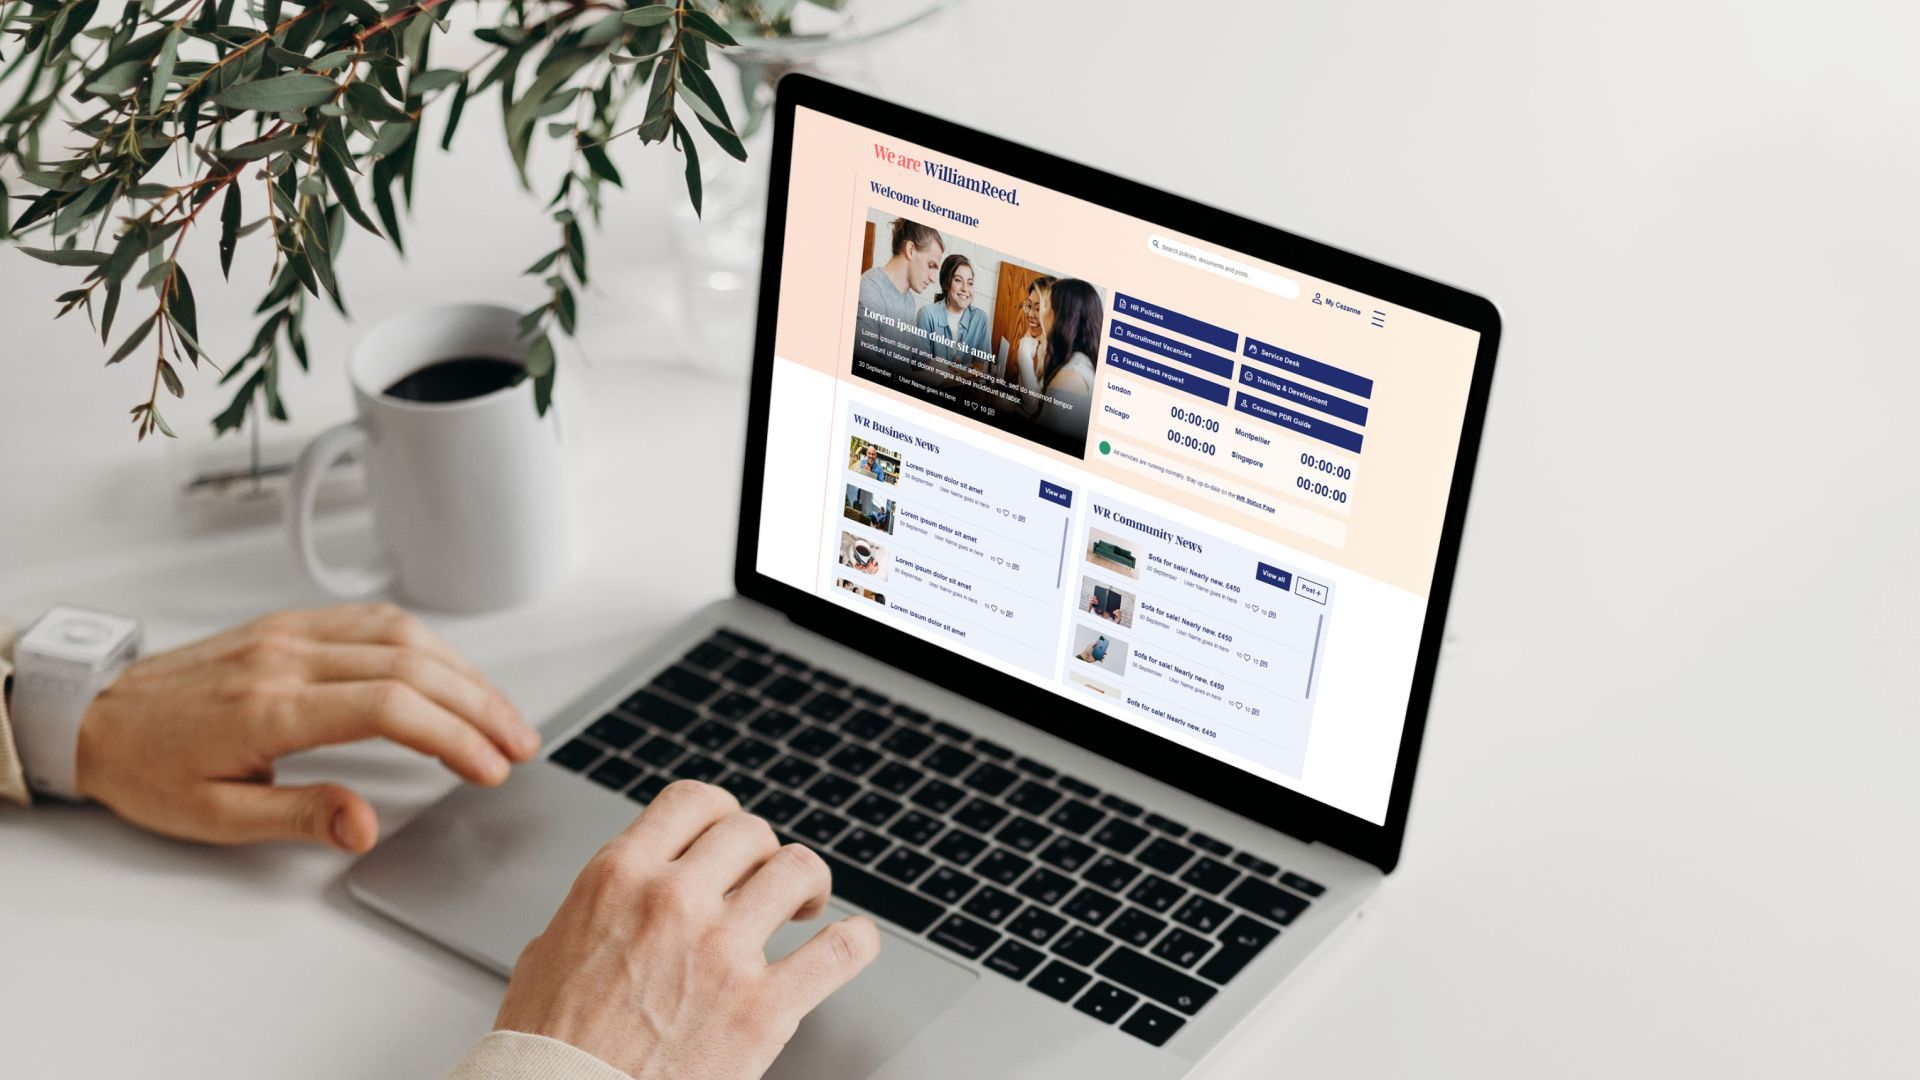 We are WilliamReed.
Welcome Username
Search policies, documents and posts..
My Cezanne
Lorem ipsum dolor sit amet
Lorem ipsum dolor sit amet, consectetur adipiscing elitr, sed do eiusmod tempor
incididunt ut labore et dolore magna aliqua incididunt ut labor.
30 September User Name goes in here 10 10
HR Policies
Recruitment Vacancies
Flexible work request
Service Desk
Training & Development
Cezanne PDR Guide
London 00:00:00
Chicago 00:00:00
Montpellier 00:00:00
Singapore 00:00:00
All services are running normally. Stay up-to-date on the WR Status Page
WR Business News
View all
Lorem ipsum dolor sit amet
30 September User Name goes in here 10 10
Lorem ipsum dolor sit amet
30 September User Name goes in here 10 10
Lorem ipsum dolor sit amet
30 September User Name goes in here 10 10
Lorem ipsum dolor sit amet
WR Community News
View all
Post +
Sofa for sale! Nearly new. £450
30 September User Name goes in here 10 10
Sofa for sale! Nearly new. £450
30 September User Name goes in here 10 10
Sofa for sale! Nearly new. £450
30 September User Name goes in here 10 10
Sofa for sale! Nearly new. £450